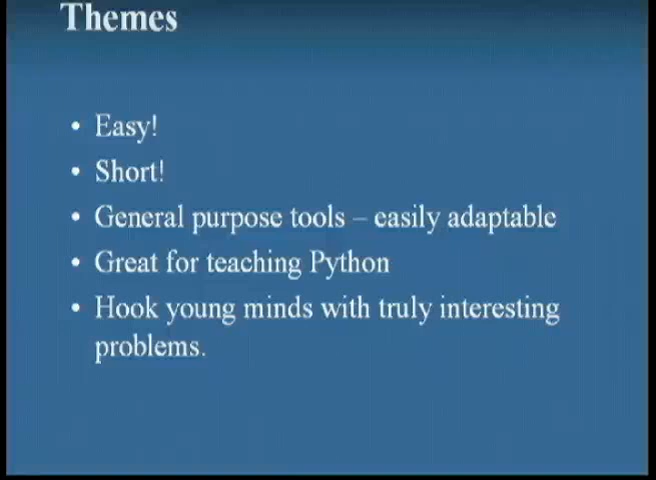 Themes
• Easy!
• Short!
• General purpose tools – easily adaptable
• Great for teaching Python
• Hook young minds with truly interesting
problems.